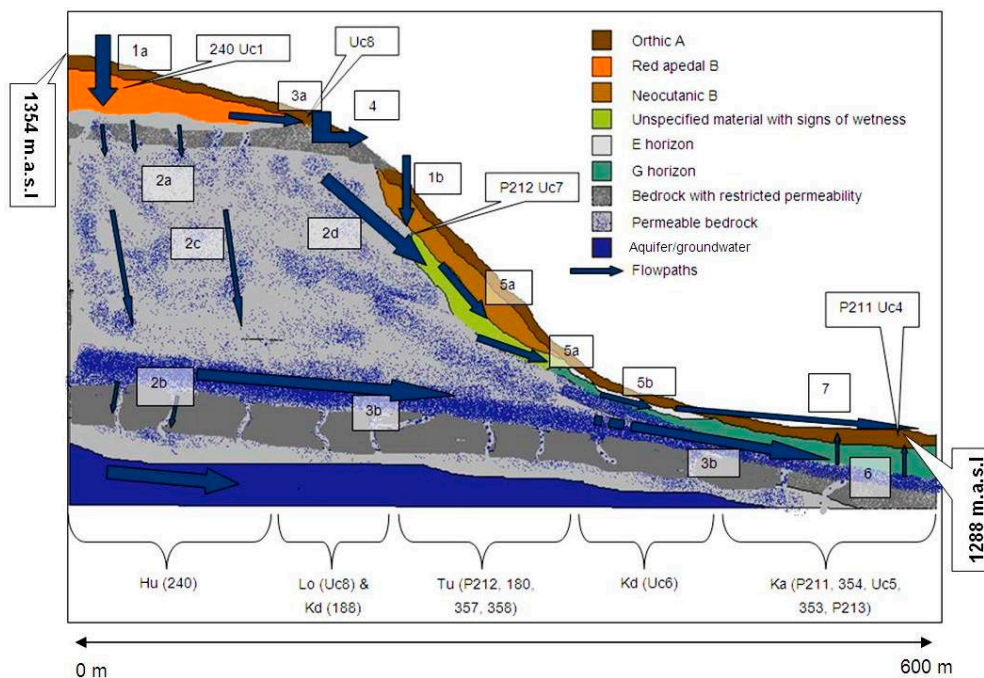 1354 m.a.s.l
1a
240 Uc1
Uc8
3a
4
1b
P212 Uc7
2a
2c
2d
5a
5a
5b
P211 Uc4
7
2b
3b
3b
6
1288 m.a.s.l
Orthic A
Red apedal B
Neocutanic B
Unspecified material with signs of wetness
E horizon
G horizon
Bedrock with restricted permeability
Permeable bedrock
Aquifer/groundwater
Flowpaths
Hu (240)
Lo (Uc8) &
Kd (188)
Tu (P212, 180,
357, 358)
Kd (Uc6)
Ka (P211, 354, Uc5,
353, P213)
0 m
600 m